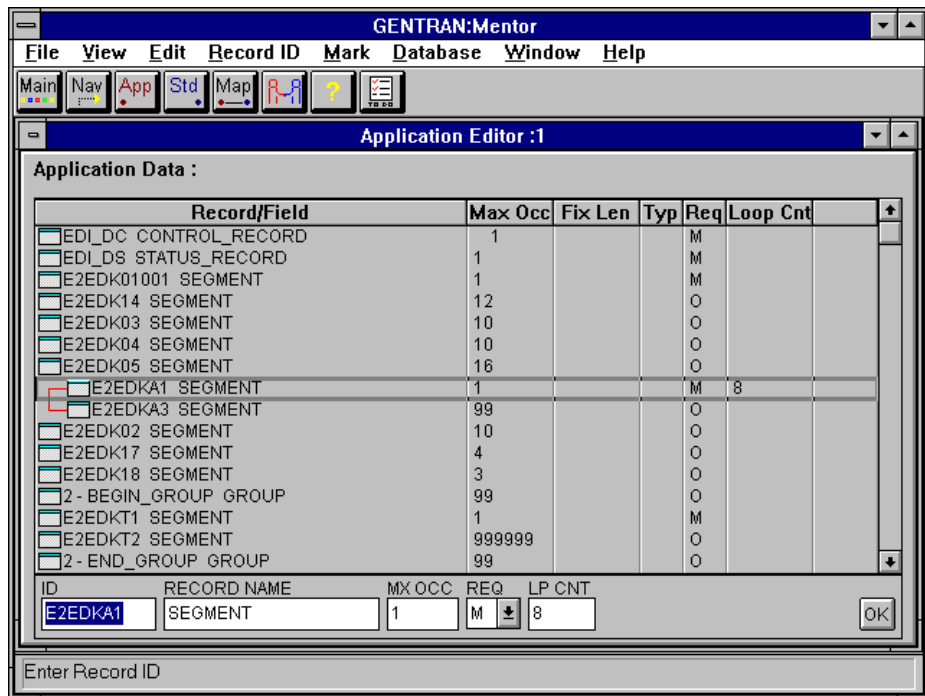 GENTRAN:Mentor
File View Edit Record ID Mark Database Window Help
Main Nav App Std Map ? TO DO
Application Editor :1
Application Data :
Record/Field Max Occ Fix Len Typ Req Loop Cnt
EDI_DC CONTROL_RECORD 1 M
EDI_DS STATUS_RECORD 1 M
E2EDK01001 SEGMENT 1 M
E2EDK14 SEGMENT 12 O
E2EDK03 SEGMENT 10 O
E2EDK04 SEGMENT 10 O
E2EDK05 SEGMENT 16 O
E2EDKA1 SEGMENT 1 M 8
E2EDKA3 SEGMENT 99 O
E2EDK02 SEGMENT 10 O
E2EDK17 SEGMENT 4 O
E2EDK18 SEGMENT 3 O
2 - BEGIN_GROUP GROUP 99 O
E2EDKT1 SEGMENT 1 M
E2EDKT2 SEGMENT 999999 O
2 - END_GROUP GROUP 99 O
ID RECORD NAME MX OCC REQ LP CNT
E2EDKA1 SEGMENT 1 M 8 OK
Enter Record ID